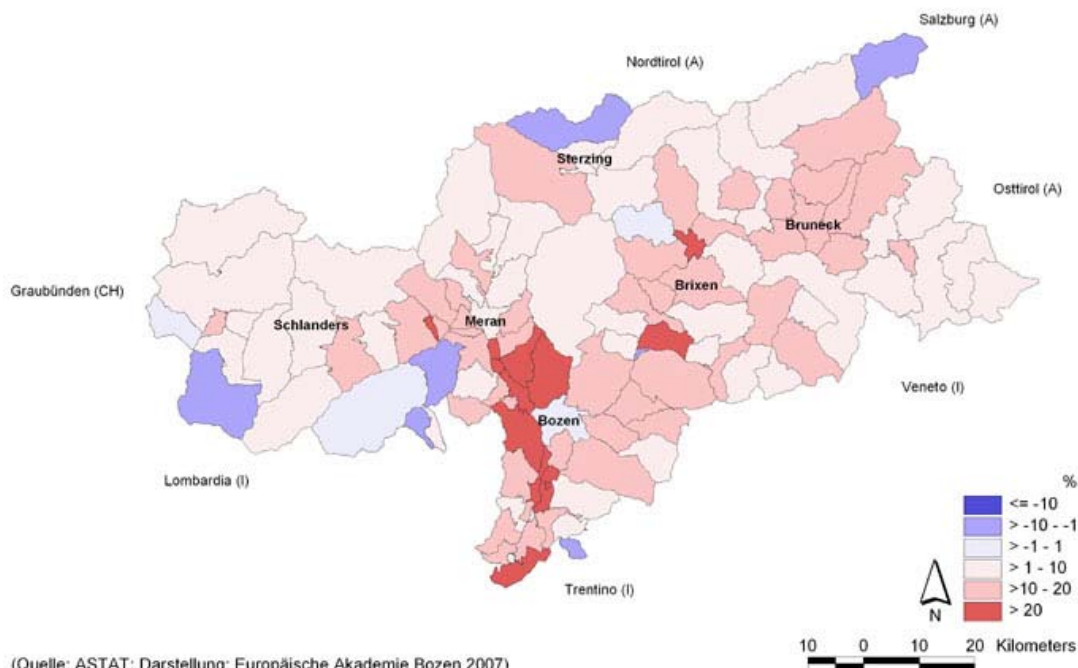 Salzburg (A)
Nordtirol (A)
Sterzing
Osttirol (A)
Bruneck
Brixen
Graubünden (CH)
Schlanders
Meran
Veneto (I)
Bozen
Lombardia (I)
%
<= -10
> -10 - -1
> -1 - 1
> 1 - 10
>10 - 20
> 20
Trentino (I)
N
10 0 10 20 Kilometers
(Quelle: ASTAT; Darstellung: Europäische Akademie Bozen 2007)